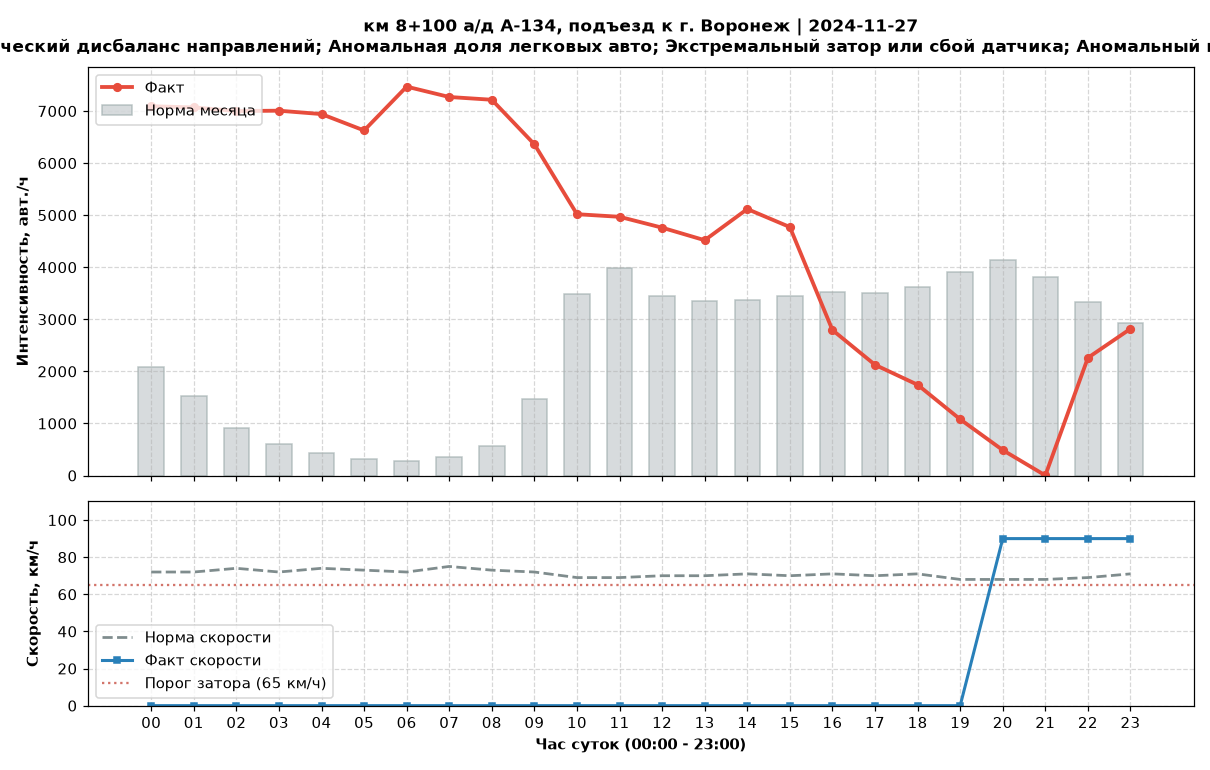 км 8+100 а/д А-134, подъезд к г. Воронеж | 2024-11-27
ческий дисбаланс направлений; Аномальная доля легковых авто; Экстремальный затор или сбой датчика; Аномальный
Факт
Норма месяца
Интенсивность, авт./ч
7000
6000
5000
4000
3000
2000
1000
0
Скорость, км/ч
100
80
60
40
20
0
Норма скорости
Факт скорости
Порог затора (65 км/ч)
00 01 02 03 04 05 06 07 08 09 10 11 12 13 14 15 16 17 18 19 20 21 22 23
Час суток (00:00 - 23:00)